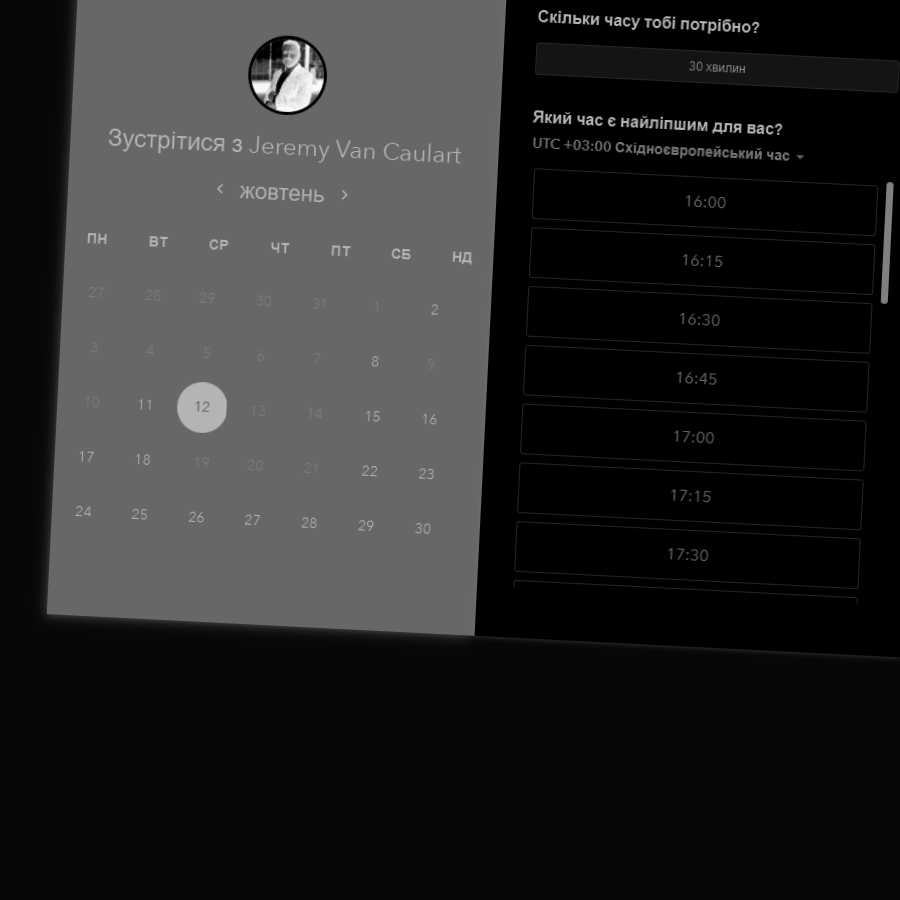 Зустрітися з Jeremy Van Caulart
жовтень
ПН ВТ СР ЧТ ПТ СБ НД
27 28 29 30 31 1 2
3 4 5 6 7 8 9
10 11 12 13 14 15 16
17 18 19 20 21 22 23
24 25 26 27 28 29 30
Скільки часу тобі потрібно?
30 хвилин
Який час є найліпшим для вас?
UTC +03:00 Східноєвропейський час
16:00
16:15
16:30
16:45
17:00
17:15
17:30